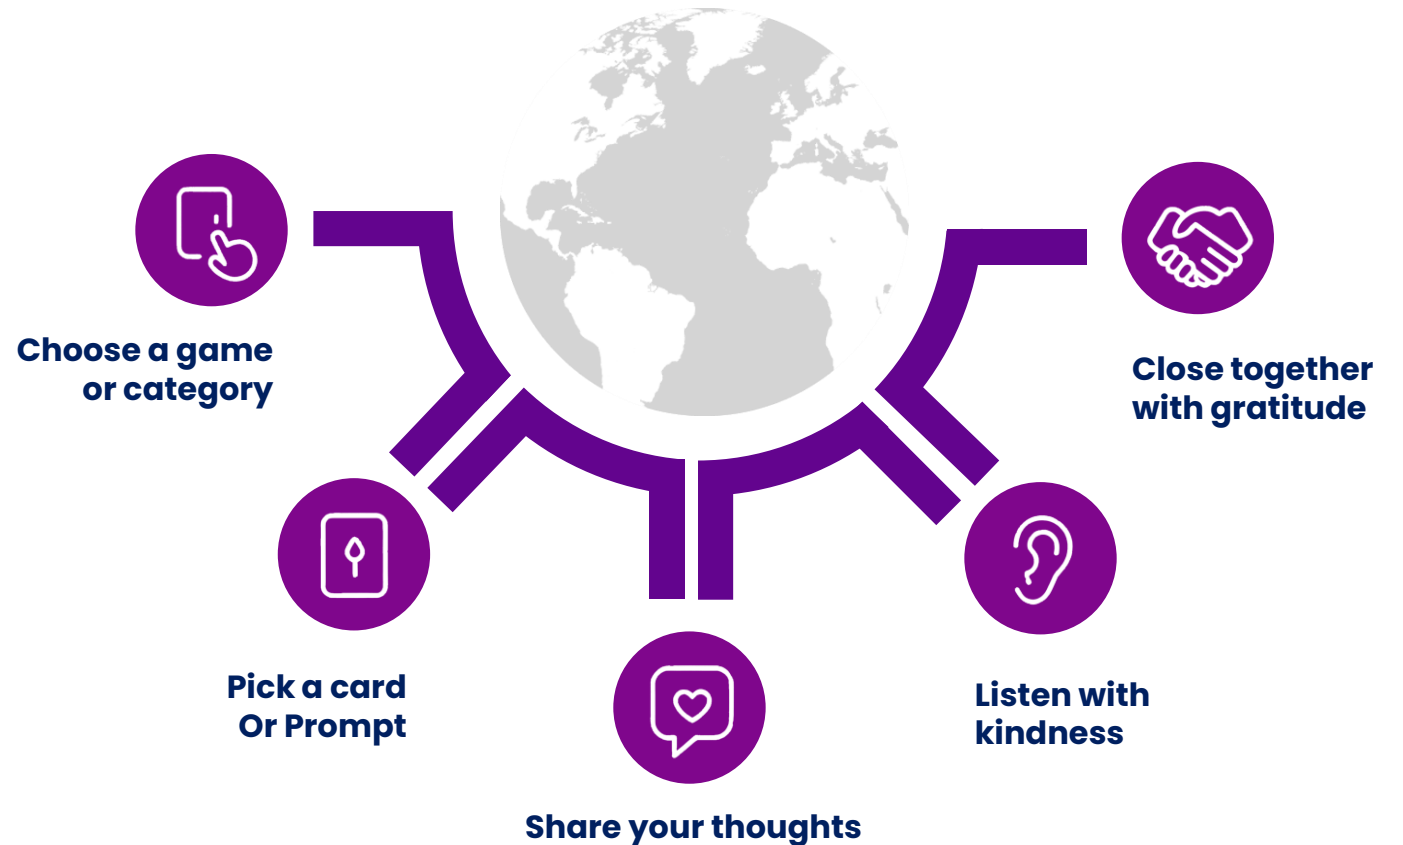 Choose a game
or category
Pick a card
Or Prompt
Share your thoughts
Listen with
kindness
Close together
with gratitude